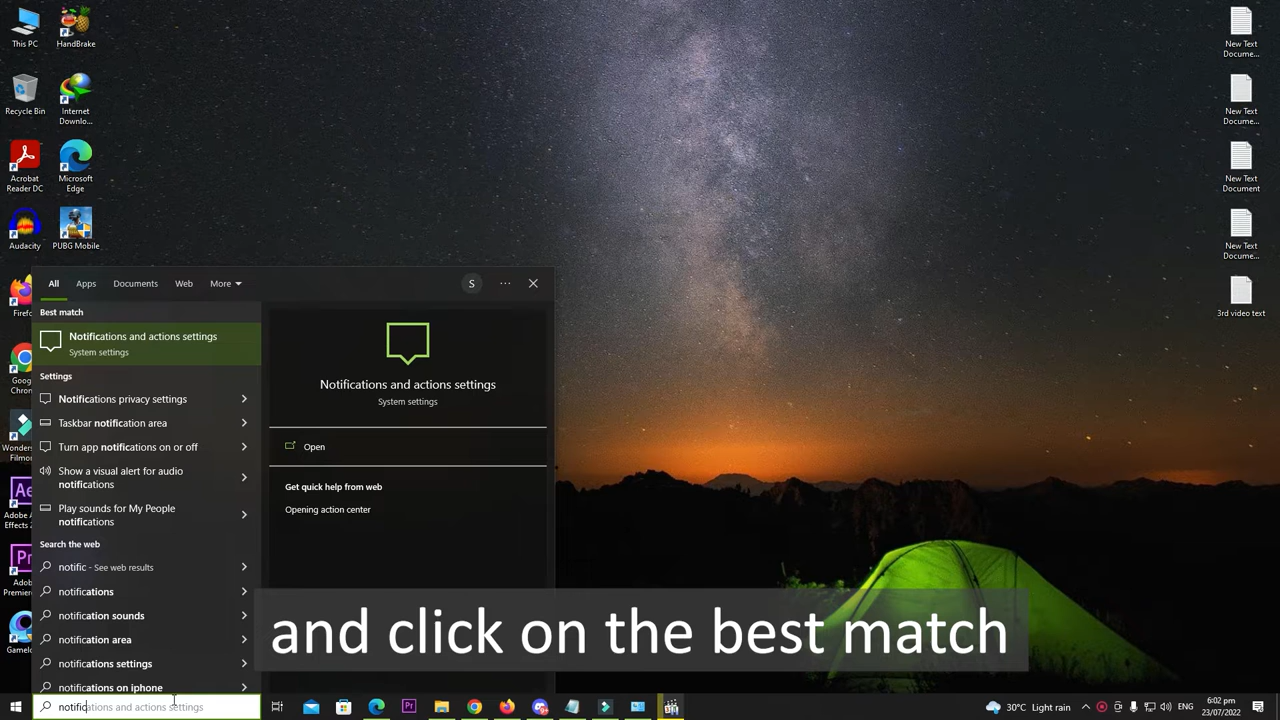 This PC
HandBrake
Recycle Bin
Internet
Downlo...
Acrobat
Reader DC
Microsoft
Edge
Audacity
PUBG Mobile
New Text
Docume...
New Text
Docume...
New Text
Document
New Text
Docume...
3rd video text
All
Apps
Documents
Web
More
S
...
Best match
Notifications and actions settings
System settings
Settings
Notifications privacy settings
Taskbar notification area
Turn app notifications on or off
Show a visual alert for audio
notifications
Play sounds for My People
notifications
Search the web
notific - See web results
notifications
notification sounds
notification area
notifications settings
notifications on iphone
Notifications and actions settings
System settings
Open
Get quick help from web
Opening action center
and click on the best match
notifications and actions settings
30°C Light rain
ENG
6:02 pm
23/07/2022